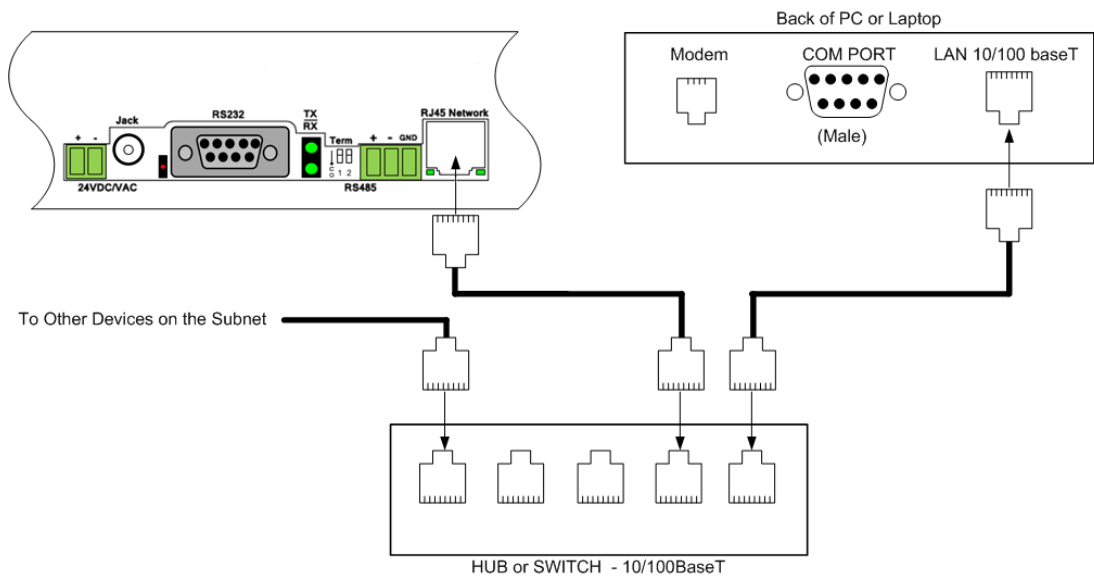 Back of PC or Laptop
Modem
COM PORT
LAN 10/100 baseT
(Male)
Jack
RS232
TX
RX
Term
+ - GND
RJ45 Network
+ -
24VDC/VAC
ON
1 2
RS485
To Other Devices on the Subnet
HUB or SWITCH - 10/100BaseT